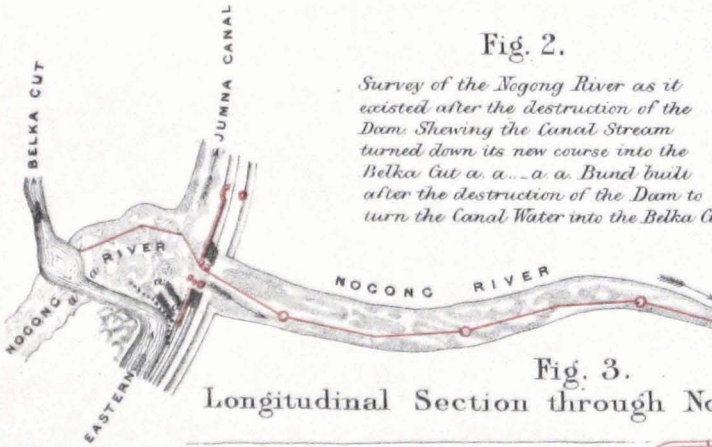 Fig. 2.
Survey of the Nogong River as it
existed after the destruction of the
Dam. Shewing the Canal Stream
turned down its new course into the
Belka Cut a. a._._a. a. Bund built
after the destruction of the Dam to
turn the Canal Water into the Belka
BELKA CUT
JUMNA CANAL
NOGONG a a RIVER
a
NOGONG RIVER
EASTERN
Fig. 3.
Longitudinal Section through